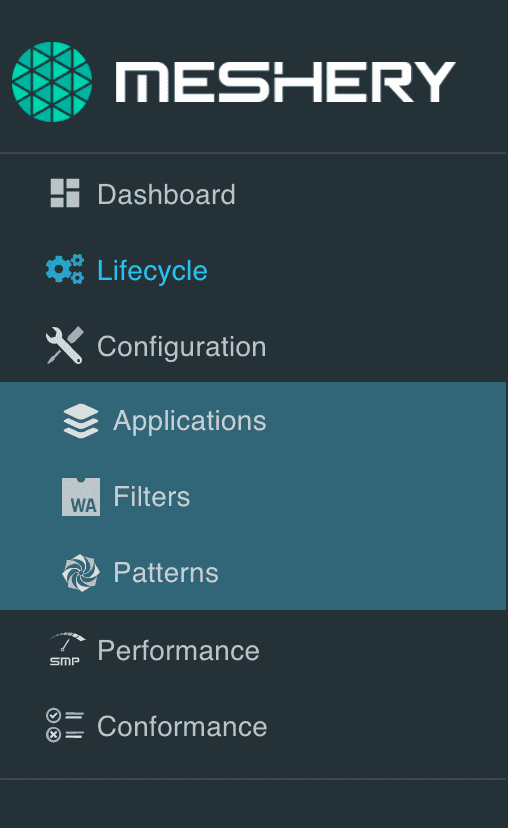 MESHERY
Dashboard
Lifecycle
Configuration
Applications
WA
Filters
Patterns
SMP
Performance
Conformance